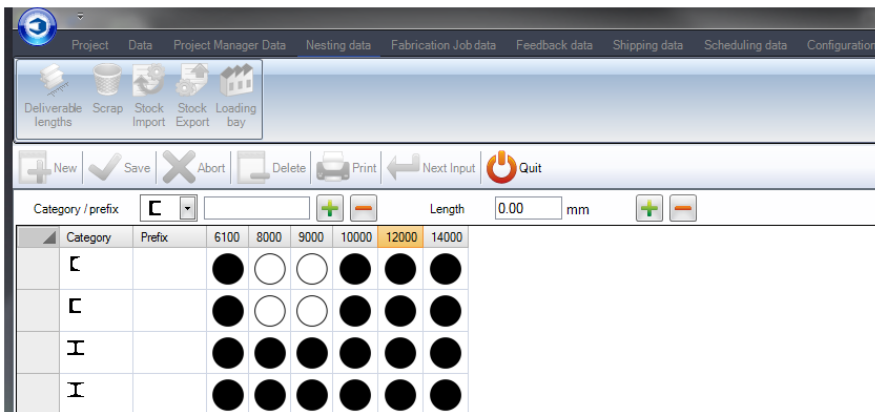 Project Data Project Manager Data Nesting data Fabrication Job data Feedback data Shipping data Scheduling data Configuration
Deliverable lengths Scrap Stock Import Stock Export Loading bay
New Save Abort Delete Print Next Input Quit
Category / prefix Length 0.00 mm
Category Prefix 6100 8000 9000 10000 12000 14000